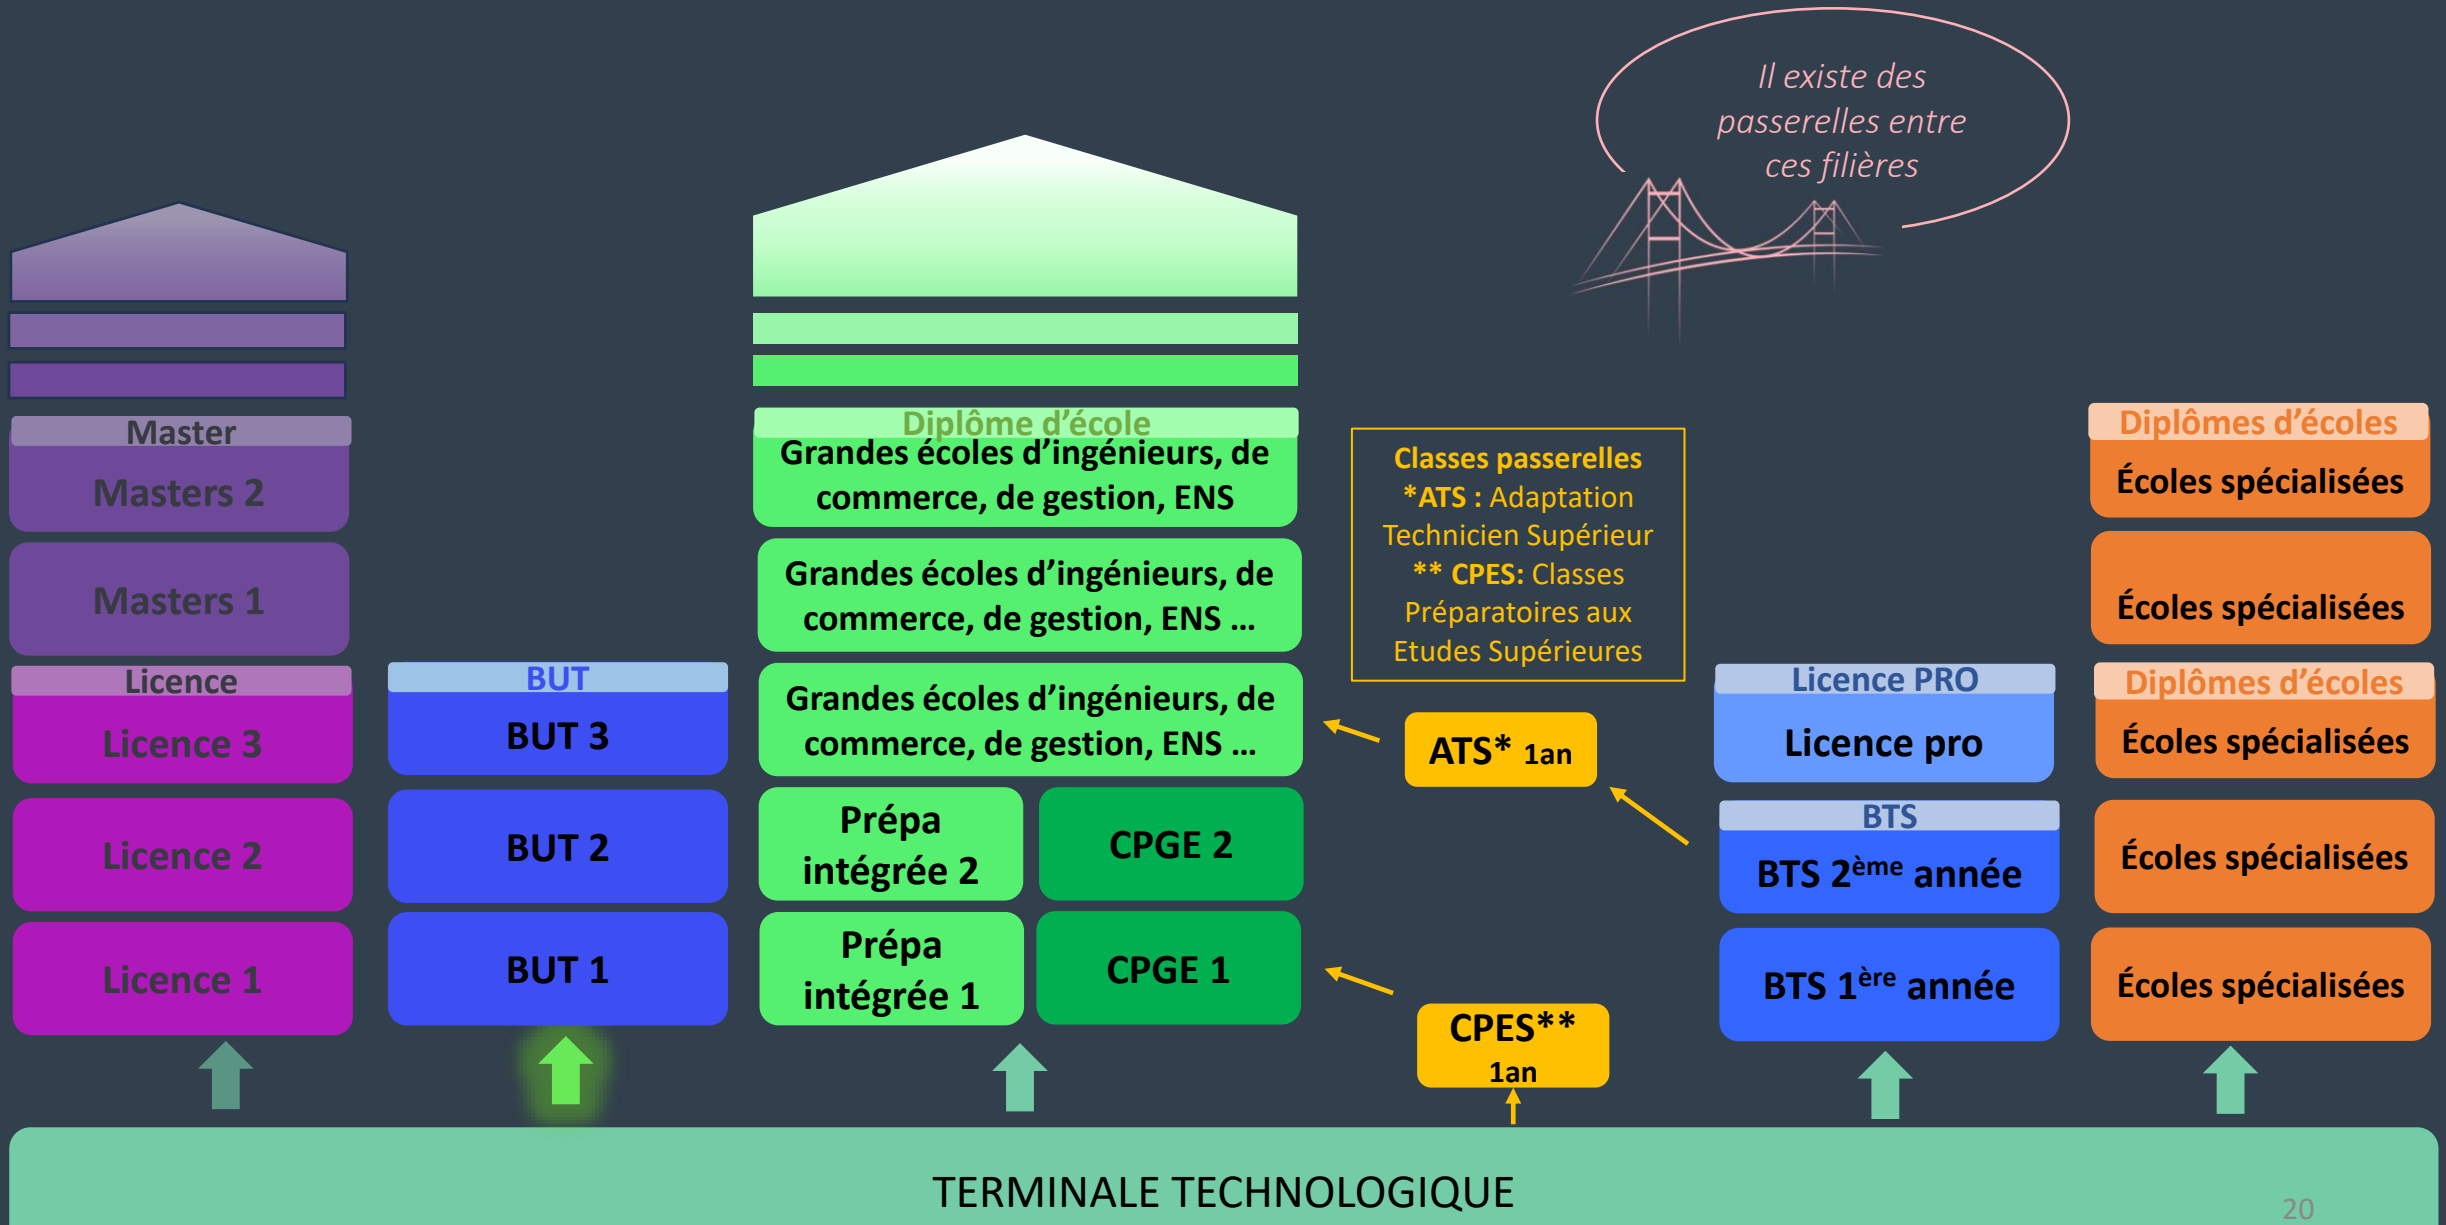 Il existe des
passerelles entre
ces filières
Master
Masters 2
Masters 1
Licence
Licence 3
Licence 2
Licence 1
BUT
BUT 3
BUT 2
BUT 1
Diplôme d’école
Grandes écoles d’ingénieurs, de
commerce, de gestion, ENS
Grandes écoles d’ingénieurs, de
commerce, de gestion, ENS ...
Grandes écoles d’ingénieurs, de
commerce, de gestion, ENS ...
Prépa
intégrée 2
CPGE 2
Prépa
intégrée 1
CPGE 1
Classes passerelles
*ATS : Adaptation
Technicien Supérieur
** CPES: Classes
Préparatoires aux
Etudes Supérieures
ATS* 1an
CPES**
1an
Licence PRO
Licence pro
BTS
BTS 2ème année
BTS 1ère année
Diplômes d’écoles
Écoles spécialisées
Écoles spécialisées
Diplômes d’écoles
Écoles spécialisées
Écoles spécialisées
Écoles spécialisées
TERMINALE TECHNOLOGIQUE
20